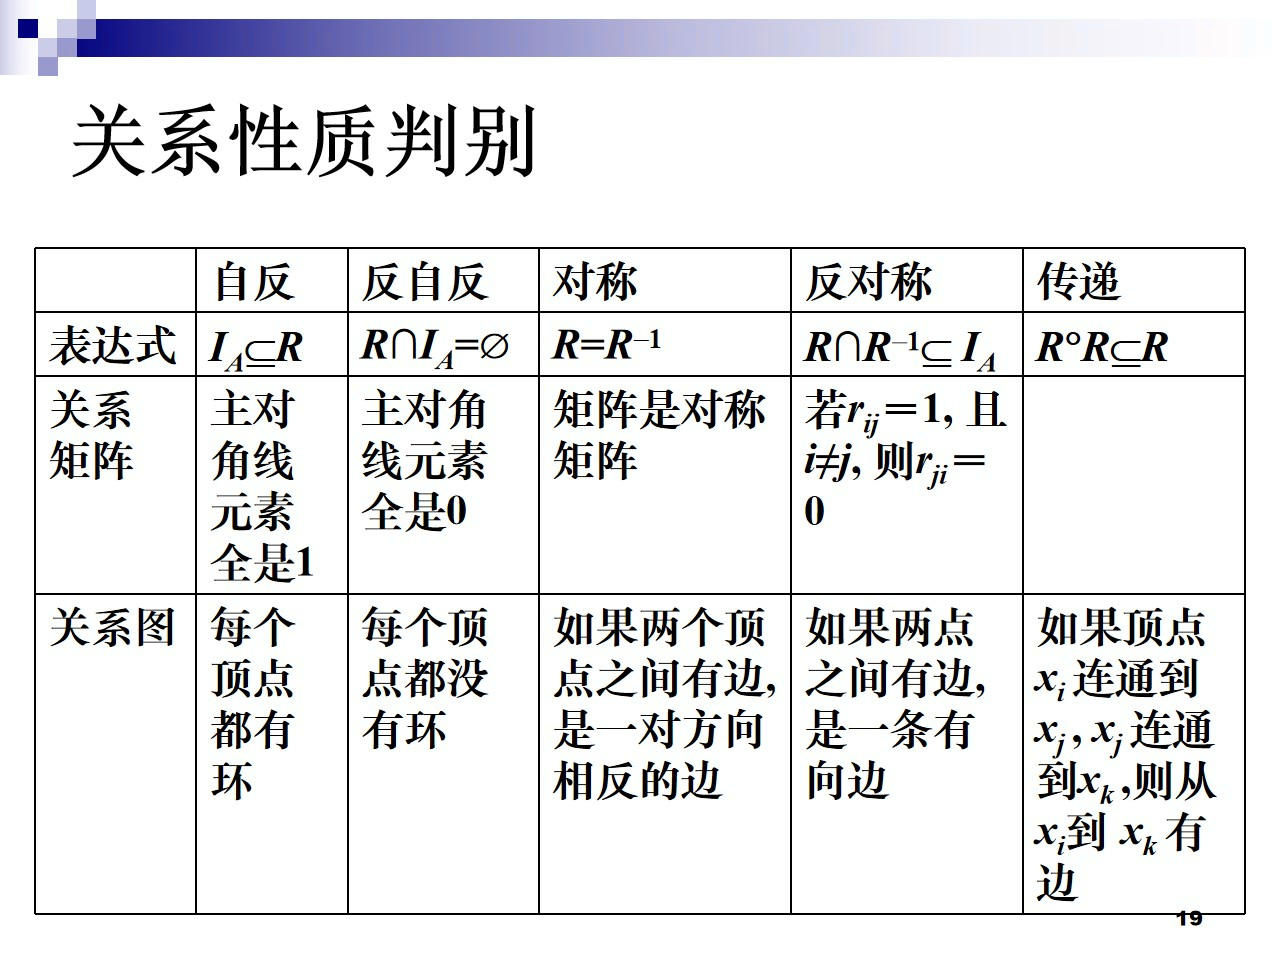 关系性质判别
自反
反自反
对称
反对称
传递
表达式
I_A⊆R
R∩I_A=∅
R=R⁻¹
R∩R⁻¹⊆ I_A
R°R⊆R
关系
矩阵
主对
角线
元素
全是1
主对角
线元素
全是0
矩阵是对称
矩阵
若r_ij＝1, 且
i≠j, 则r_ji＝
0
关系图
每个
顶点
都有
环
每个顶
点都没
有环
如果两个顶
点之间有边,
是一对方向
相反的边
如果两点
之间有边,
是一条有
向边
如果顶点
x_i 连通到
x_j , x_j 连通
到x_k ,则从
x_i到 x_k 有
边
19